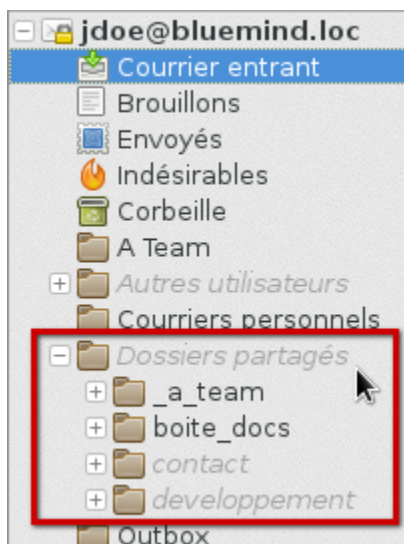 jdoe@bluemind.loc
Courrier entrant
Brouillons
Envoyés
Indésirables
Corbeille
A Team
Autres utilisateurs
Courriers personnels
Dossiers partagés
_a_team
boite_docs
contact
developpement
Outbox